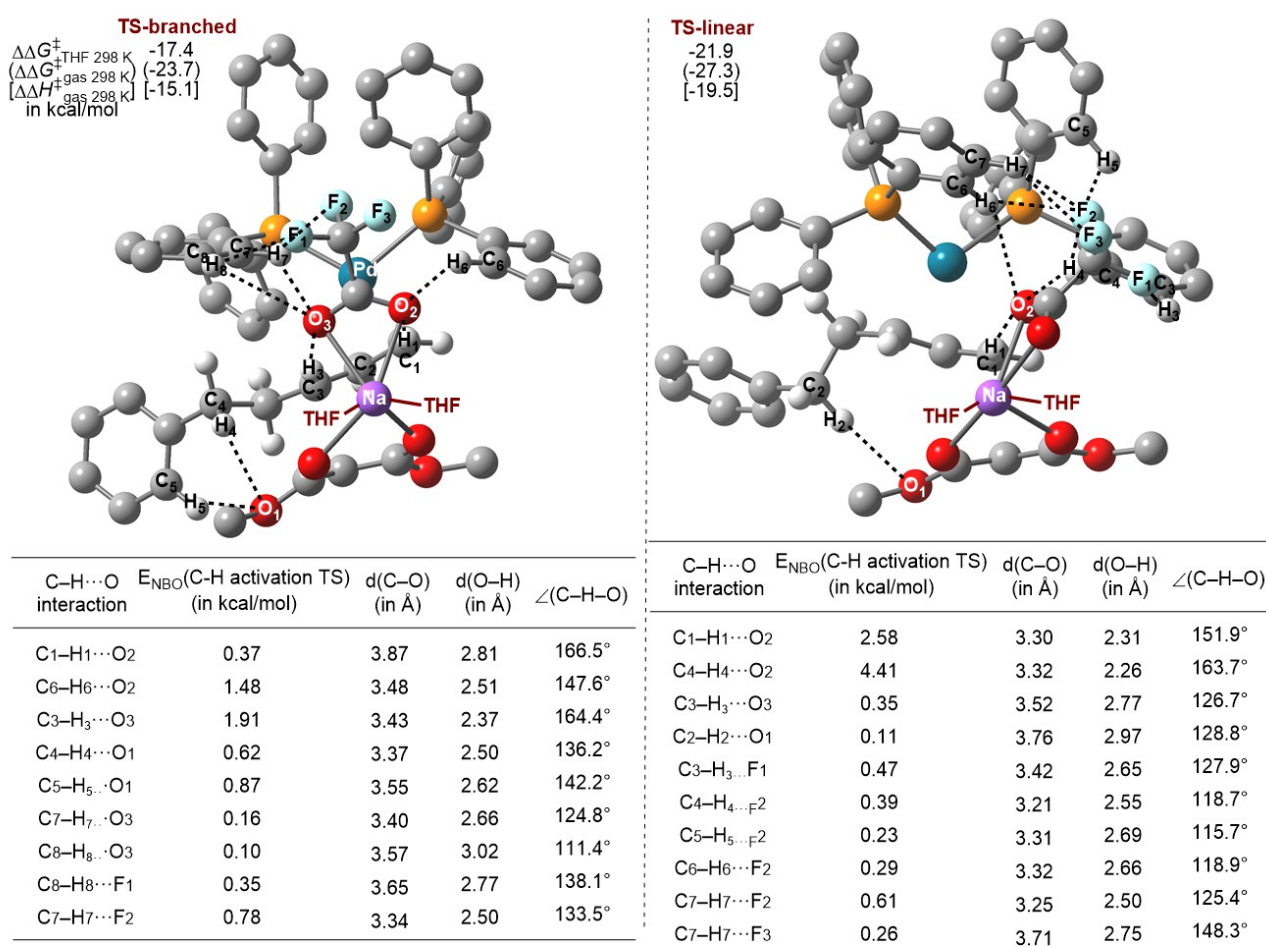 TS-branched
ΔΔG‡THF 298 K -17.4
(ΔΔG‡gas 298 K) (-23.7)
[ΔΔH‡gas 298 K] [-15.1]
in kcal/mol
F2
F3
F1
C8
C7
H8
H7
Pd
H6
C6
O3
O2
H1
C1
H3
C2
C3
C4
H4
Na
THF
THF
C5
H5
O1
C–H···O
interaction
ENBO(C-H activation TS)
(in kcal/mol)
d(C–O)
(in Å)
d(O–H)
(in Å)
∠(C–H–O)
C1–H1···O2 0.37 3.87 2.81 166.5°
C6–H6···O2 1.48 3.48 2.51 147.6°
C3–H3···O3 1.91 3.43 2.37 164.4°
C4–H4···O1 0.62 3.37 2.50 136.2°
C5–H5···O1 0.87 3.55 2.62 142.2°
C7–H7···O3 0.16 3.40 2.66 124.8°
C8–H8···O3 0.10 3.57 3.02 111.4°
C8–H8···F1 0.35 3.65 2.77 138.1°
C7–H7···F2 0.78 3.34 2.50 133.5°
TS-linear
-21.9
(-27.3)
[-19.5]
C5
H5
C7
H7
C6
H6
F2
F3
H4
C4
F1
C3
H3
O2
H1
C1
C2
H2
Na
THF
THF
O1
C–H···O
interaction
ENBO(C-H activation TS)
(in kcal/mol)
d(C–O)
(in Å)
d(O–H)
(in Å)
∠(C–H–O)
C1–H1···O2 2.58 3.30 2.31 151.9°
C4–H4···O2 4.41 3.32 2.26 163.7°
C3–H3···O3 0.35 3.52 2.77 126.7°
C2–H2···O1 0.11 3.76 2.97 128.8°
C3–H3...F1 0.47 3.42 2.65 127.9°
C4–H4...F2 0.39 3.21 2.55 118.7°
C5–H5...F2 0.23 3.31 2.69 115.7°
C6–H6···F2 0.29 3.32 2.66 118.9°
C7–H7···F2 0.61 3.25 2.50 125.4°
C7–H7···F3 0.26 3.71 2.75 148.3°